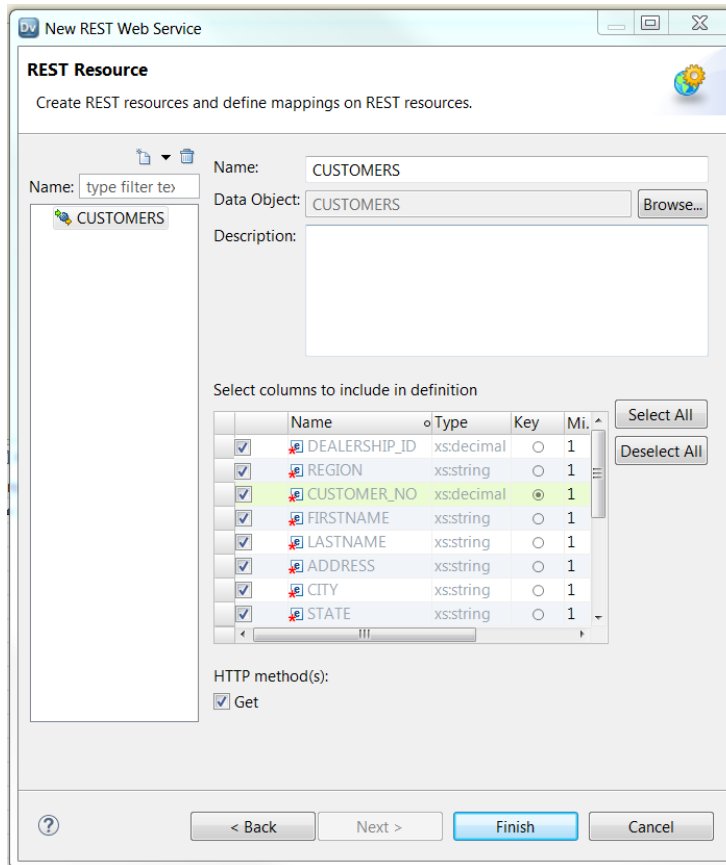 Dv New REST Web Service
REST Resource
Create REST resources and define mappings on REST resources.
Name: type filter tex
CUSTOMERS
Name: CUSTOMERS
Data Object: CUSTOMERS Browse...
Description:
Select columns to include in definition
Name Type Key Mi.
DEALERSHIP_ID xs:decimal 1
REGION xs:string 1
CUSTOMER_NO xs:decimal 1
FIRSTNAME xs:string 1
LASTNAME xs:string 1
ADDRESS xs:string 1
CITY xs:string 1
STATE xs:string 1
Select All
Deselect All
HTTP method(s):
Get
? < Back Next > Finish Cancel